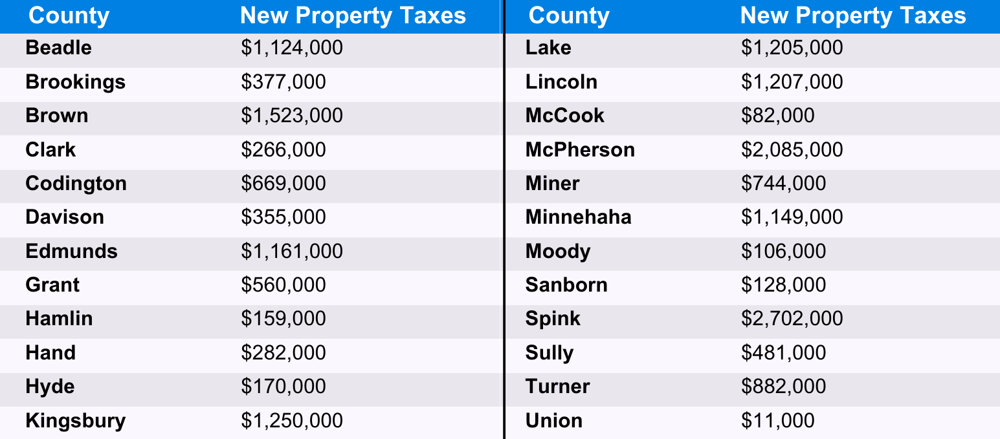 County New Property Taxes County New Property Taxes
Beadle $1,124,000 Lake $1,205,000
Brookings $377,000 Lincoln $1,207,000
Brown $1,523,000 McCook $82,000
Clark $266,000 McPherson $2,085,000
Codington $669,000 Miner $744,000
Davison $355,000 Minnehaha $1,149,000
Edmunds $1,161,000 Moody $106,000
Grant $560,000 Sanborn $128,000
Hamlin $159,000 Spink $2,702,000
Hand $282,000 Sully $481,000
Hyde $170,000 Turner $882,000
Kingsbury $1,250,000 Union $11,000